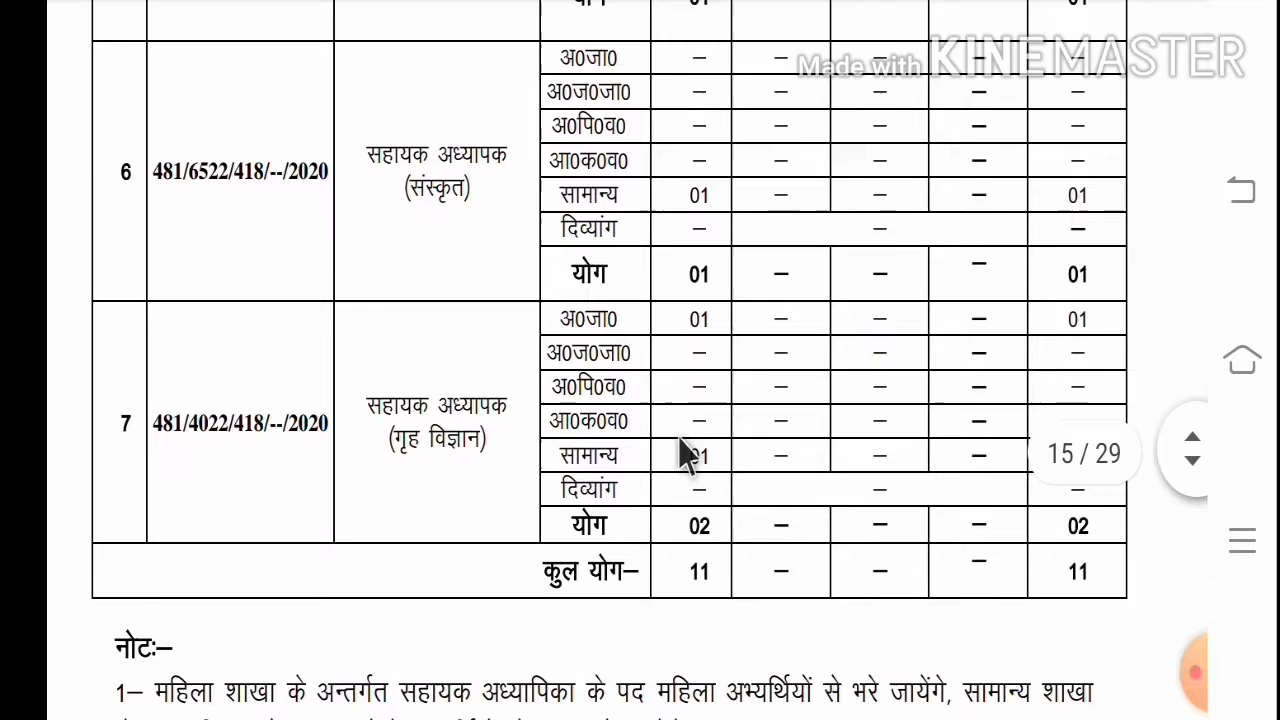 योग 01 01
Made with KINEMASTER
अ0जा0 – – – – –
अ0ज0जा0 – – – – –
अ0पि0व0 – – – – –
आ0क0व0 – – – – –
6 481/6522/418/--/2020 सहायक अध्यापक
(संस्कृत)
सामान्य 01 – – – 01
दिव्यांग – – –
योग 01 – – – 01
अ0जा0 01 – – – 01
अ0ज0जा0 – – – – –
अ0पि0व0 – – – – –
आ0क0व0 – – – –
7 481/4022/418/--/2020 सहायक अध्यापक
(गृह विज्ञान)
सामान्य 01 – – –
15 / 29
दिव्यांग – – –
योग 02 – – – 02
कुल योग– 11 – – – 11
नोटः–
1– महिला शाखा के अन्तर्गत सहायक अध्यापिका के पद महिला अभ्यर्थियों से भरे जायेंगे, सामान्य शाखा